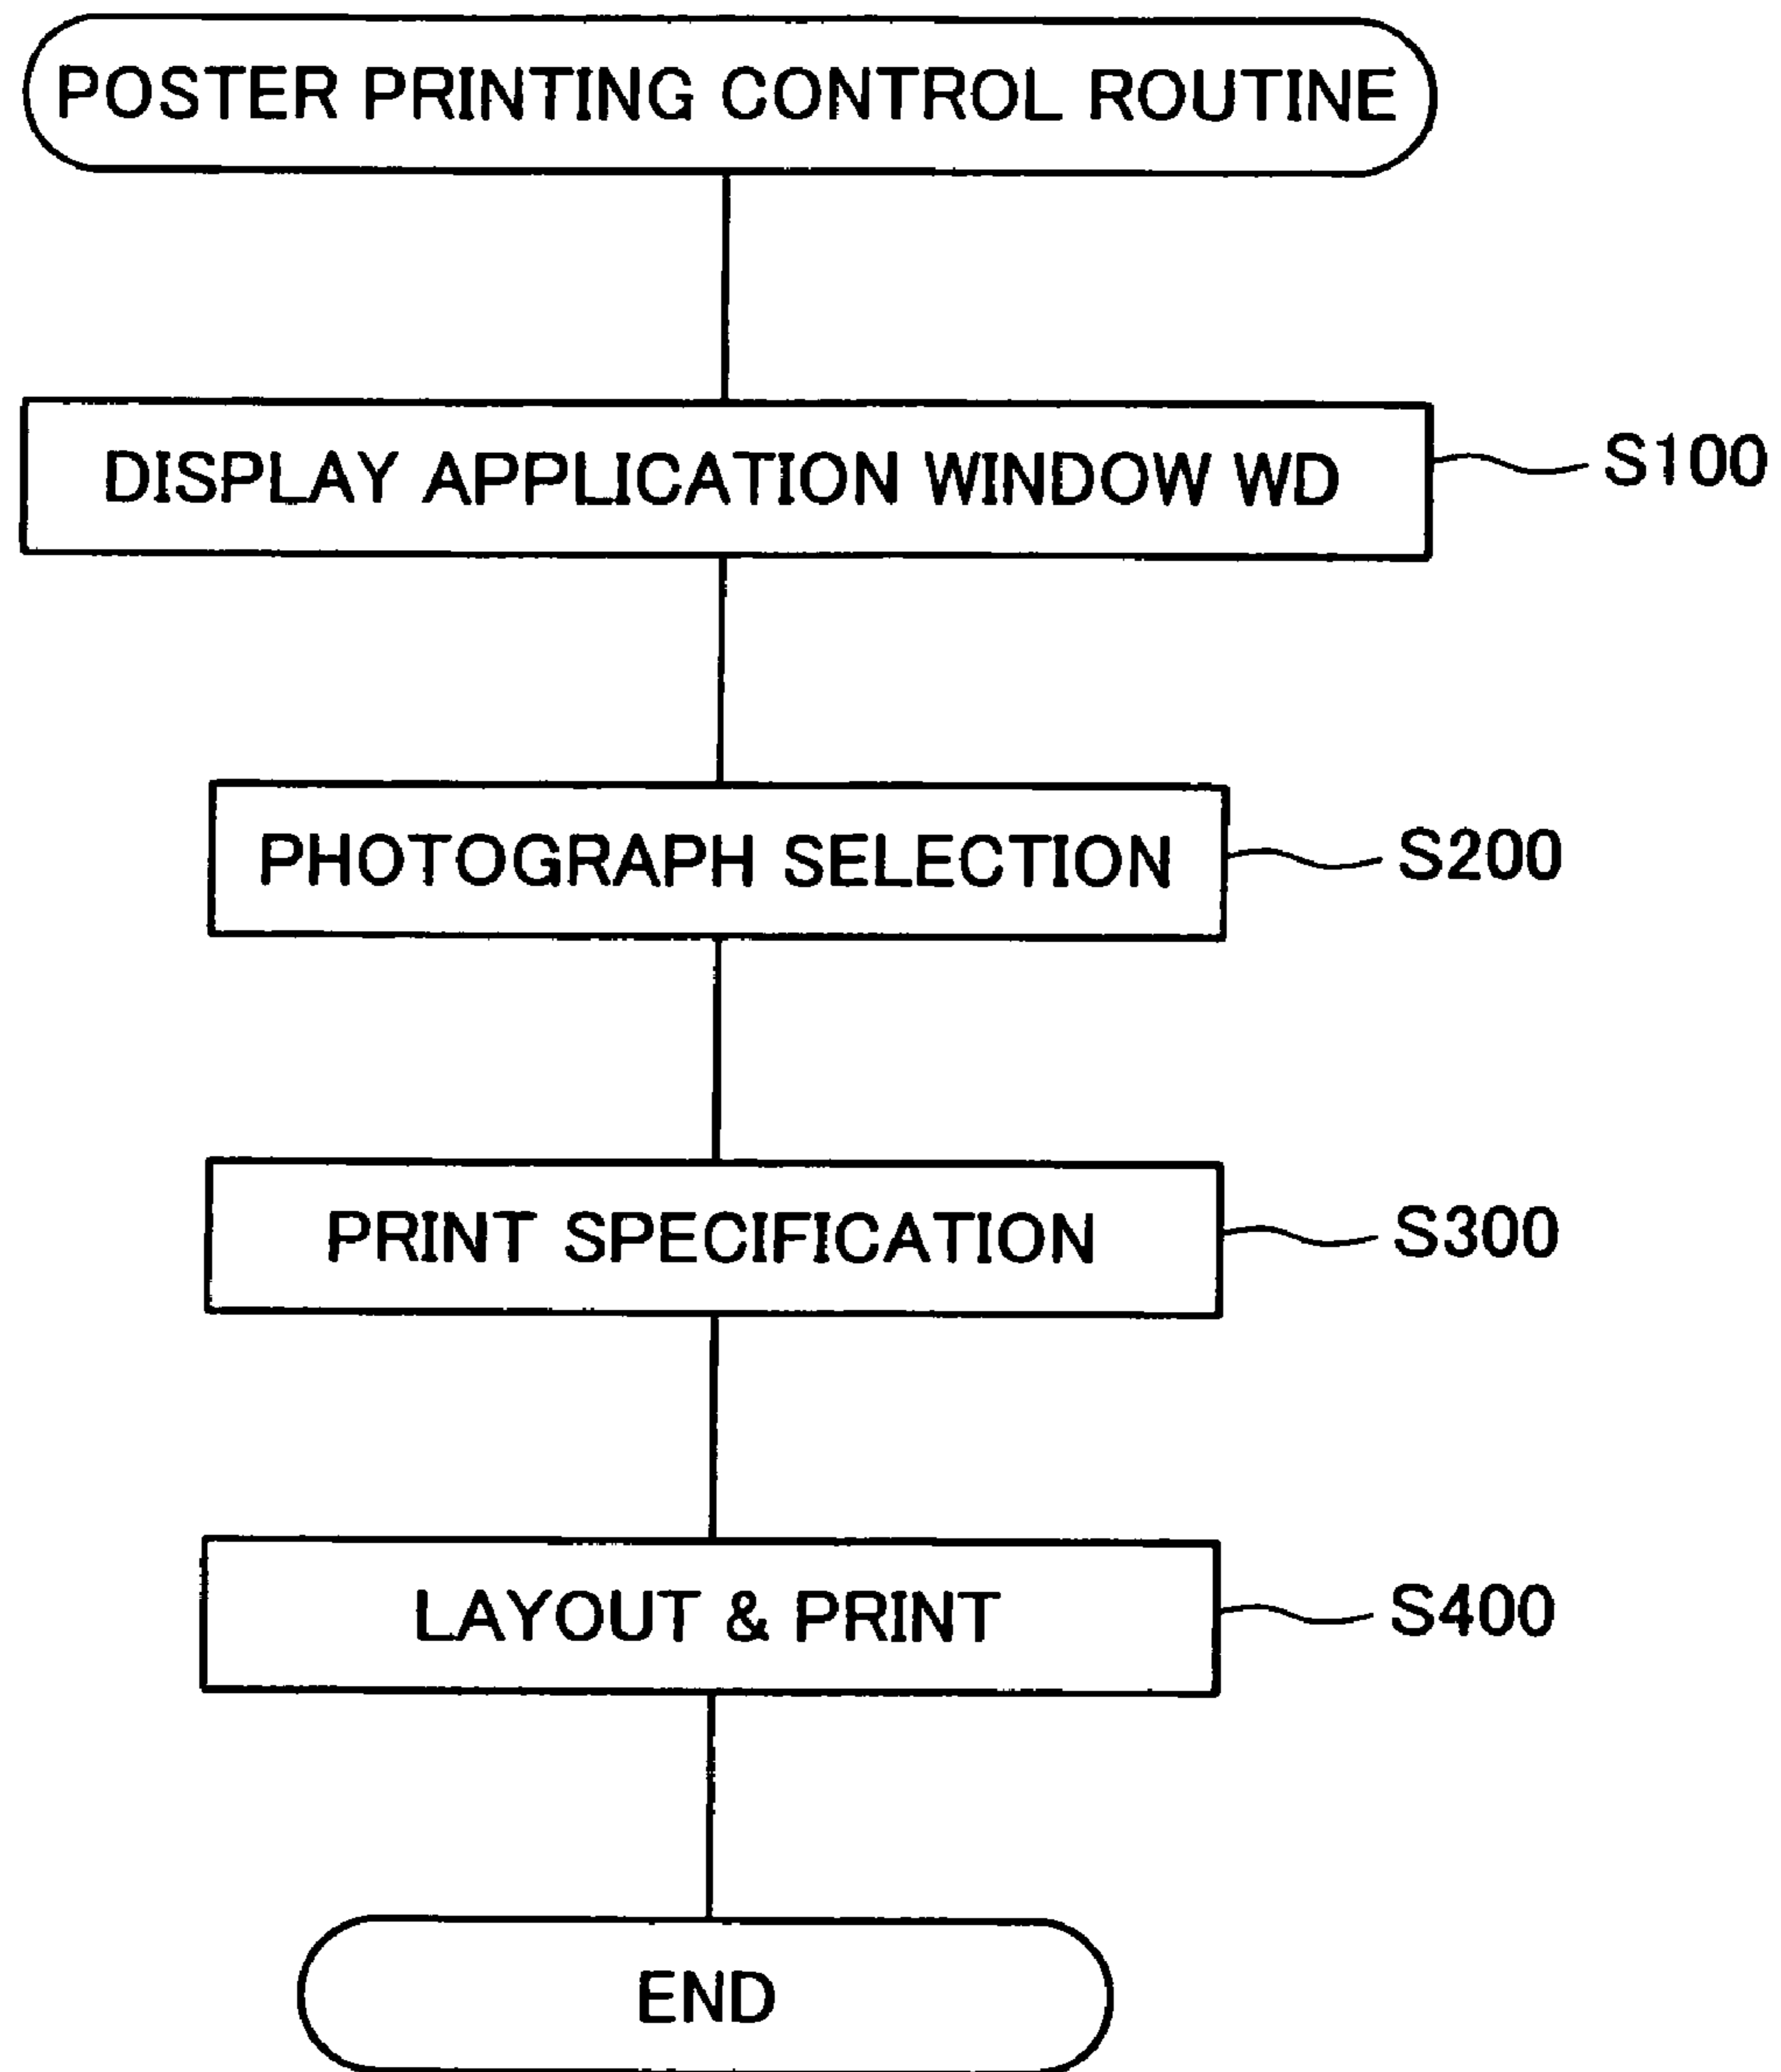 POSTER PRINTING CONTROL ROUTINE
DISPLAY APPLICATION WINDOW WD
S100
PHOTOGRAPH SELECTION
S200
PRINT SPECIFICATION
S300
LAYOUT & PRINT
S400
END